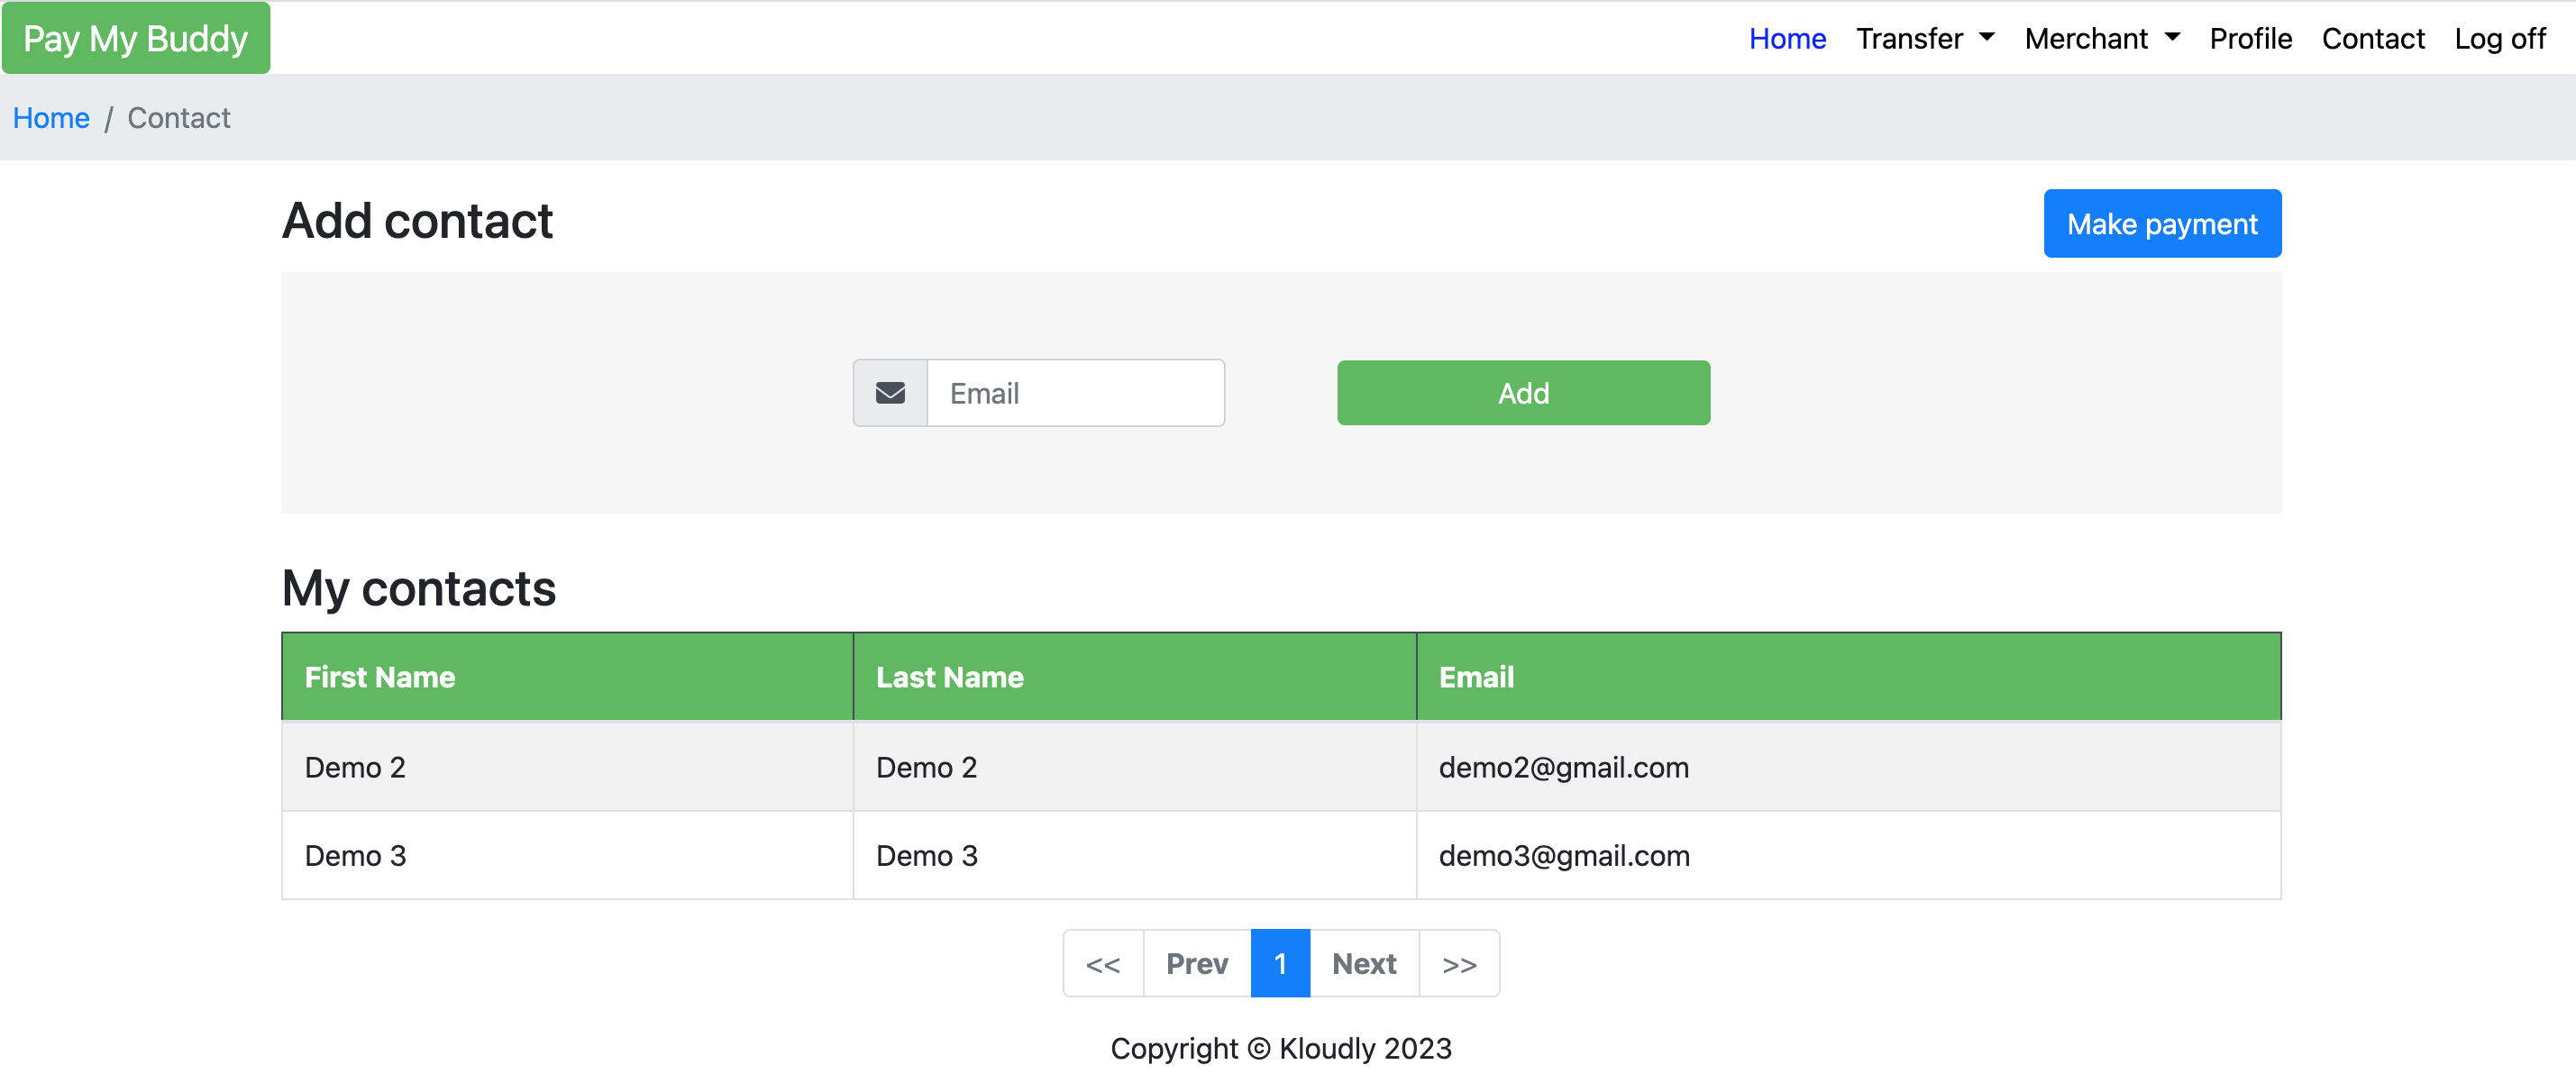 Pay My Buddy Home Transfer Merchant Profile Contact Log off
Home / Contact
Add contact Make payment
Email Add
My contacts
First Name Last Name Email
Demo 2 Demo 2 demo2@gmail.com
Demo 3 Demo 3 demo3@gmail.com
<< Prev 1 Next >>
Copyright © Kloudly 2023